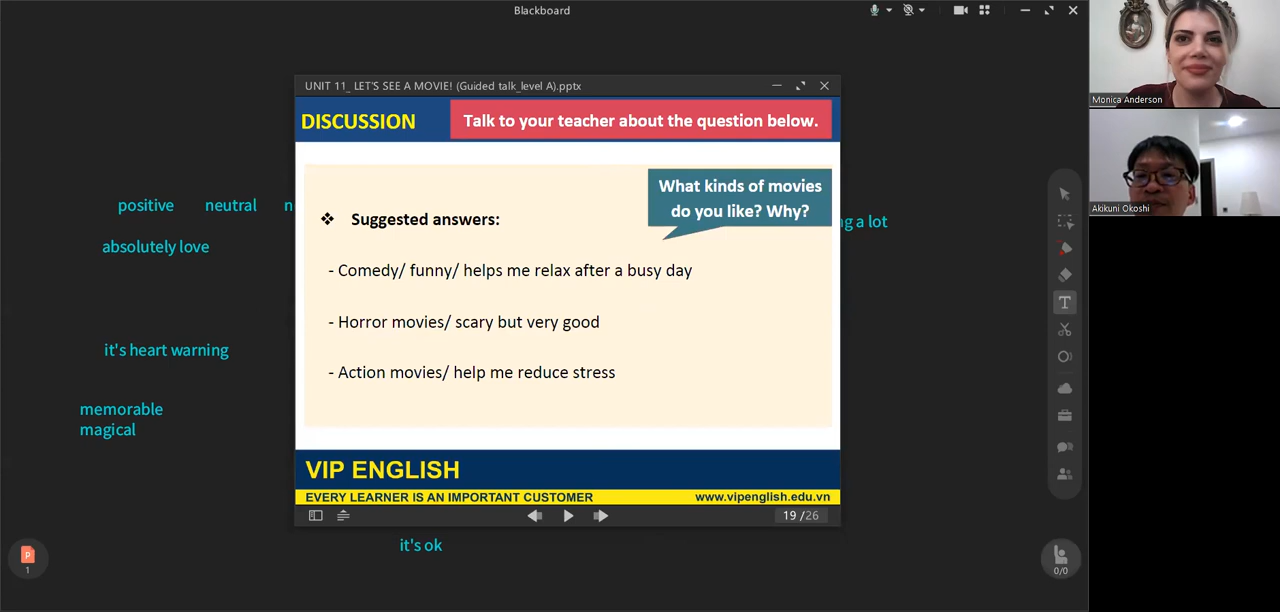 Blackboard
Monica Anderson
UNIT 11_ LET'S SEE A MOVIE! (Guided talk_level A).pptx
DISCUSSION
Talk to your teacher about the question below.
What kinds of movies
do you like? Why?
positive neutral n
❖ Suggested answers:
g a lot
absolutely love
- Comedy/ funny/ helps me relax after a busy day
- Horror movies/ scary but very good
it's heart warning
- Action movies/ help me reduce stress
memorable
magical
VIP ENGLISH
EVERY LEARNER IS AN IMPORTANT CUSTOMER
www.vipenglish.edu.vn
19 /26
it's ok
Akikuni Okoshi
T
P
1
0/0